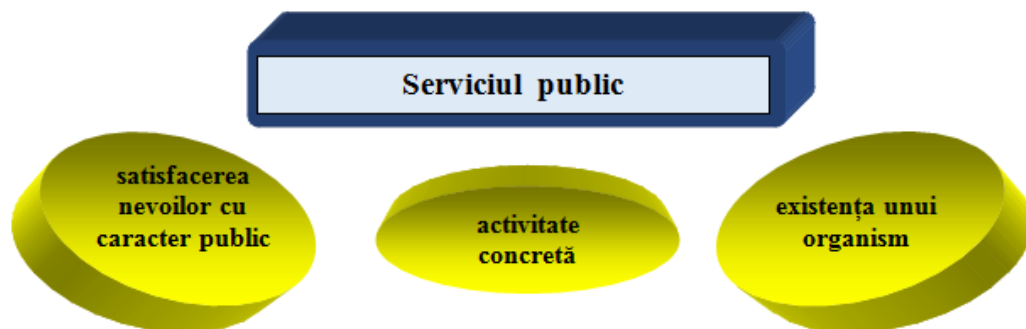 Serviciul public
satisfacerea
nevoilor cu
caracter public
activitate
concretă
existența unui
organism